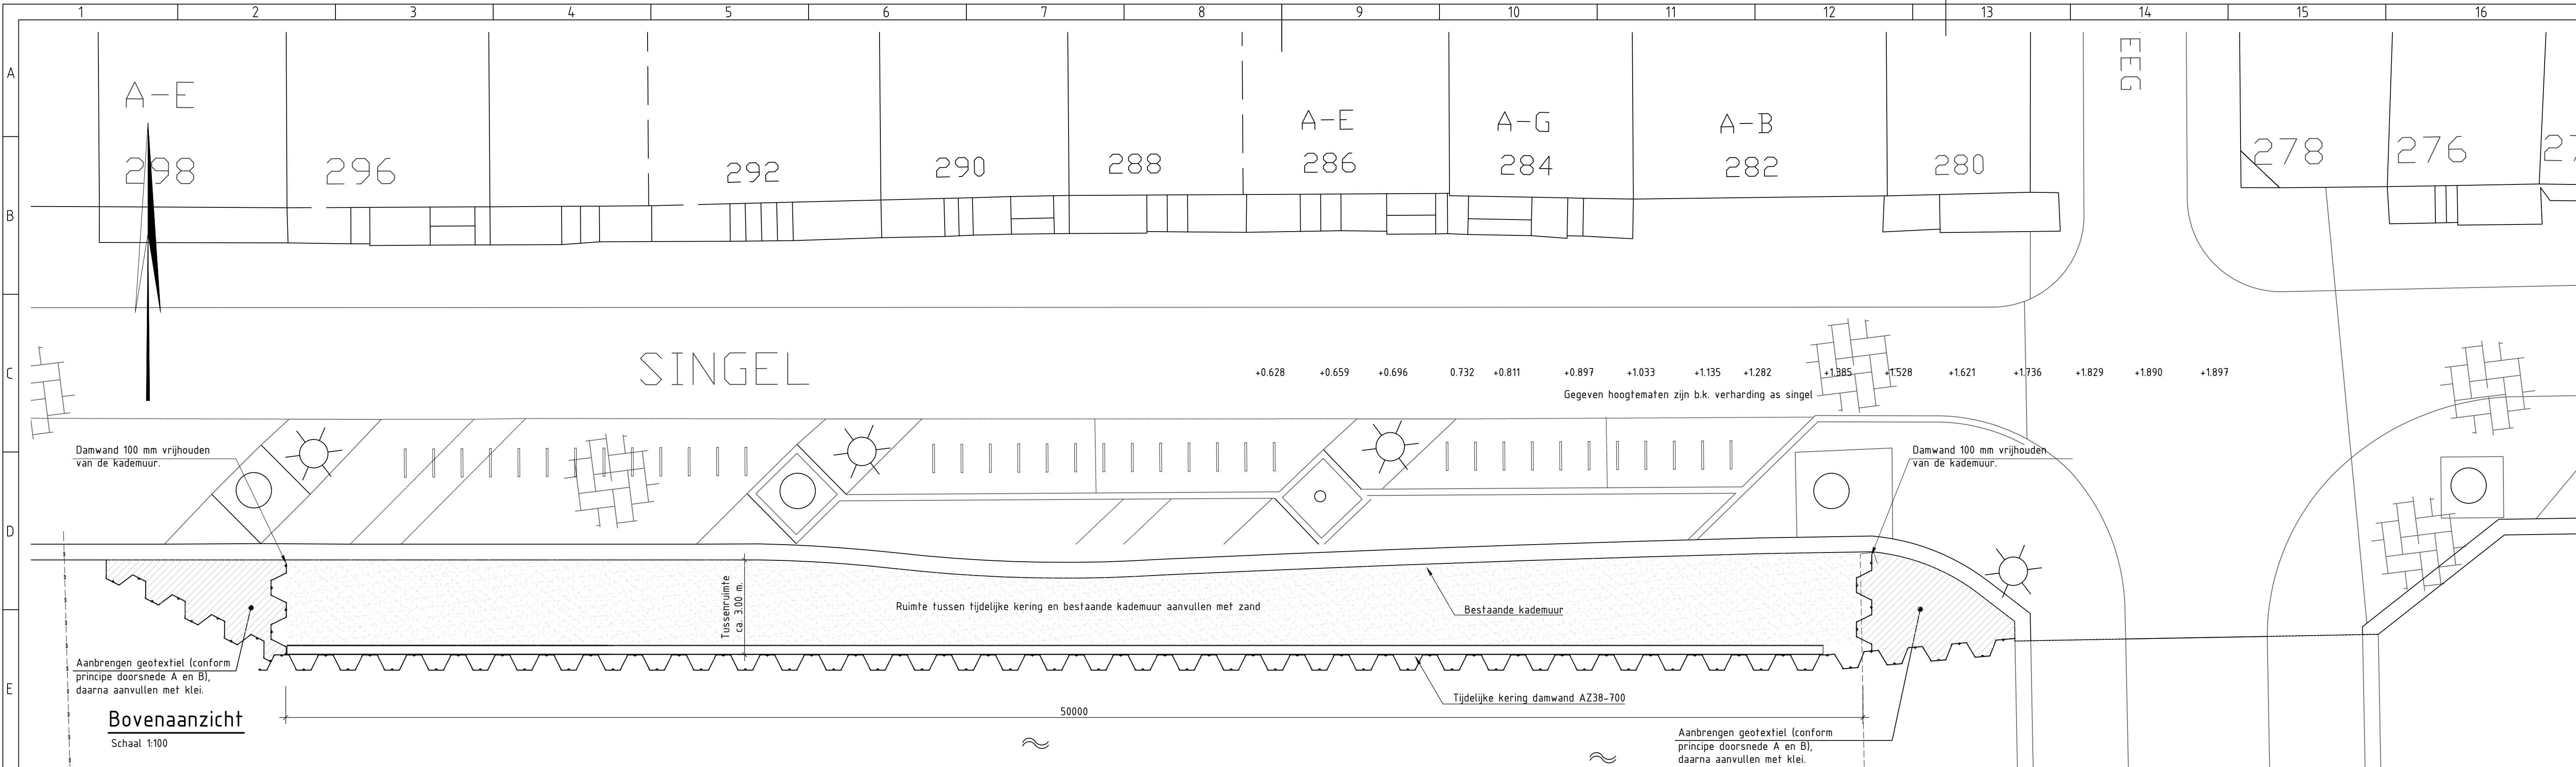 1 2 3 4 5 6 7 8 9 10 11 12 13 14 15 16
A
B
C
D
E
EEG
A-E
298
296
292
290
288
A-E
286
A-G
284
A-B
282
280
278
276
SINGEL
+0.628 +0.659 +0.696 0.732 +0.811 +0.897 +1.033 +1.135 +1.282 +1.385 +1.528 +1.621 +1.736 +1.829 +1.890 +1.897
Gegeven hoogtematen zijn b.k. verharding as singel
Damwand 100 mm vrijhouden
van de kademuur.
Damwand 100 mm vrijhouden
van de kademuur.
Tussenruimte
ca. 3.00 m.
Ruimte tussen tijdelijke kering en bestaande kademuur aanvullen met zand
Bestaande kademuur
Aanbrengen geotextiel (conform
principe doorsnede A en B),
daarna aanvullen met klei.
Tijdelijke kering damwand AZ38-700
50000
Bovenaanzicht
Schaal 1:100
Aanbrengen geotextiel (conform
principe doorsnede A en B),
daarna aanvullen met klei.